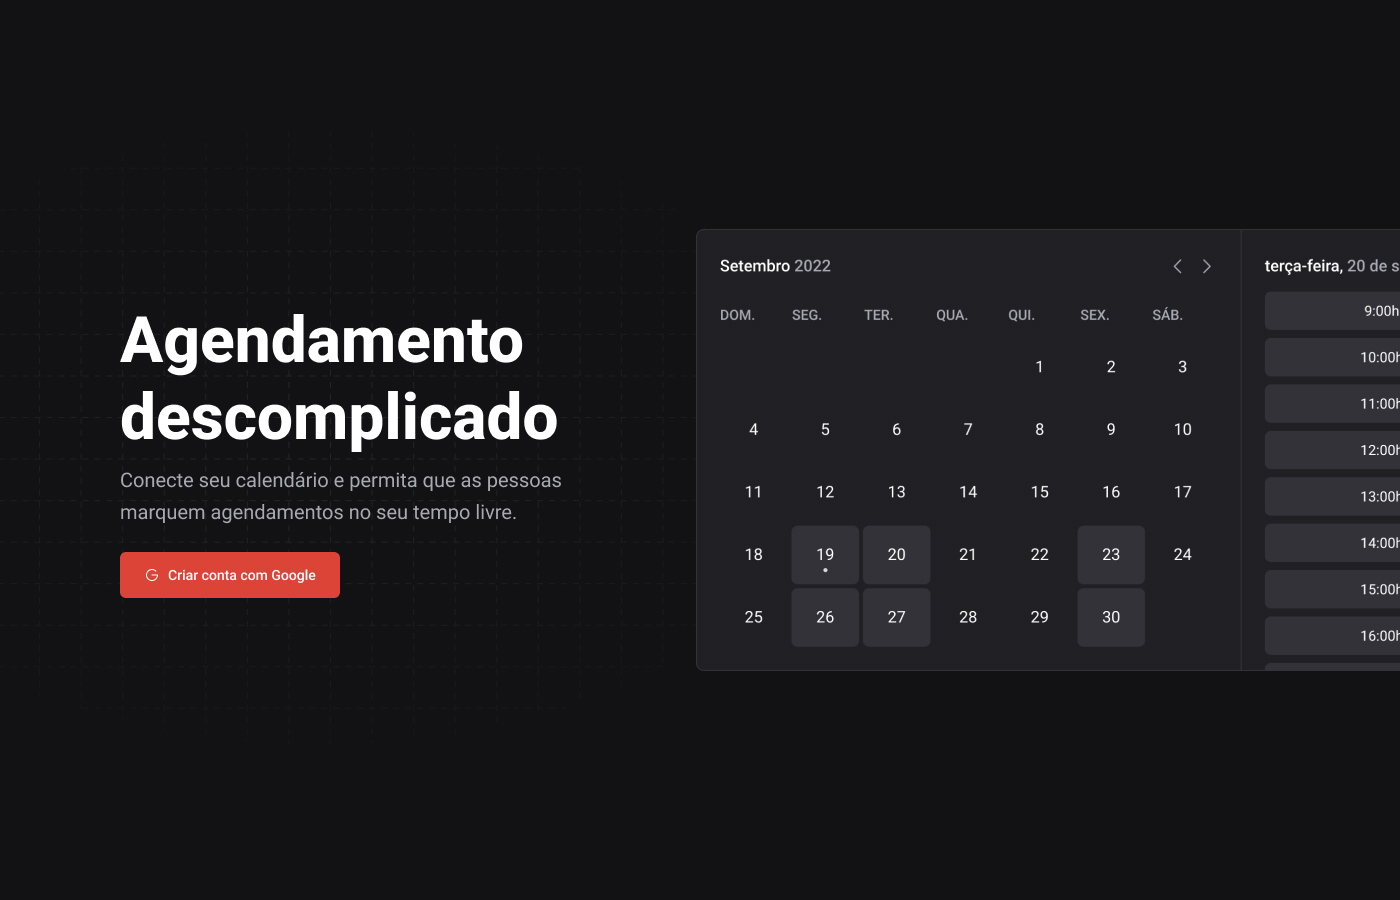 Agendamento
descomplicado
Conecte seu calendário e permita que as pessoas
marquem agendamentos no seu tempo livre.
Criar conta com Google
Setembro 2022
DOM. SEG. TER. QUA. QUI. SEX. SÁB.
1 2 3
4 5 6 7 8 9 10
11 12 13 14 15 16 17
18 19 20 21 22 23 24
25 26 27 28 29 30
terça-feira, 20 de s
9:00h
10:00h
11:00h
12:00h
13:00h
14:00h
15:00h
16:00h